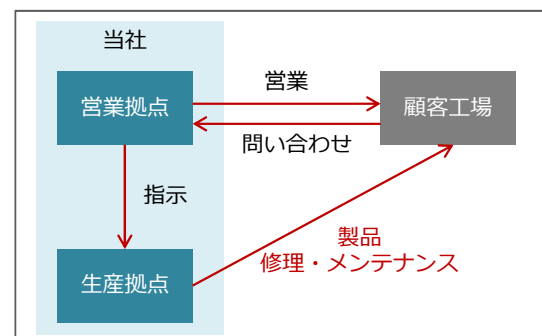 当社
営業
営業拠点
顧客工場
問い合わせ
指示
製品
修理・メンテナンス
生産拠点